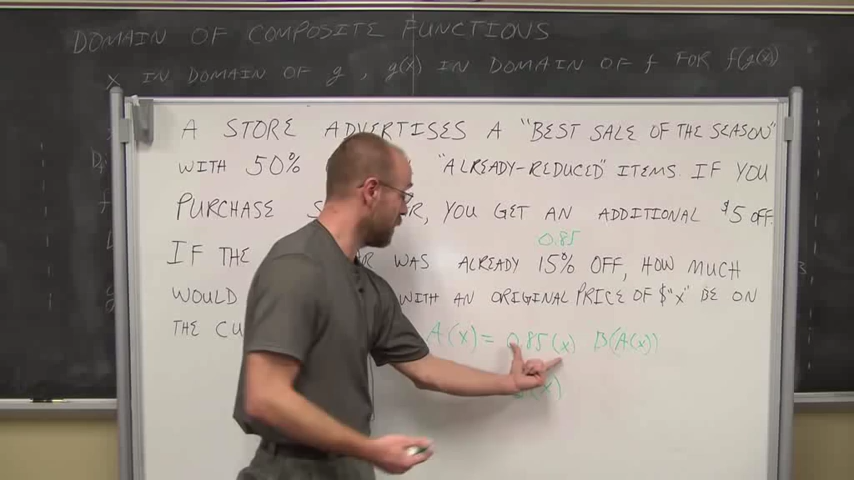 DOMAIN OF COMPOSITE FUNCTIONS
X IN DOMAIN OF g, g(x) IN DOMAIN OF f FOR f(g(x)
A STORE ADVERTISES A "BEST SALE OF THE SEASON"
WITH 50% "ALREADY-REDUCED" ITEMS. IF YOU
PURCHASE YOU GET AN ADDITIONAL $5 OFF.
0.85
IF THE WAS ALREADY 15% OFF, HOW MUCH
WOULD WITH AN ORIGINAL PRICE OF $"x" BE ON
THE A(x) = 0.85(x) B(A(x))
(x)